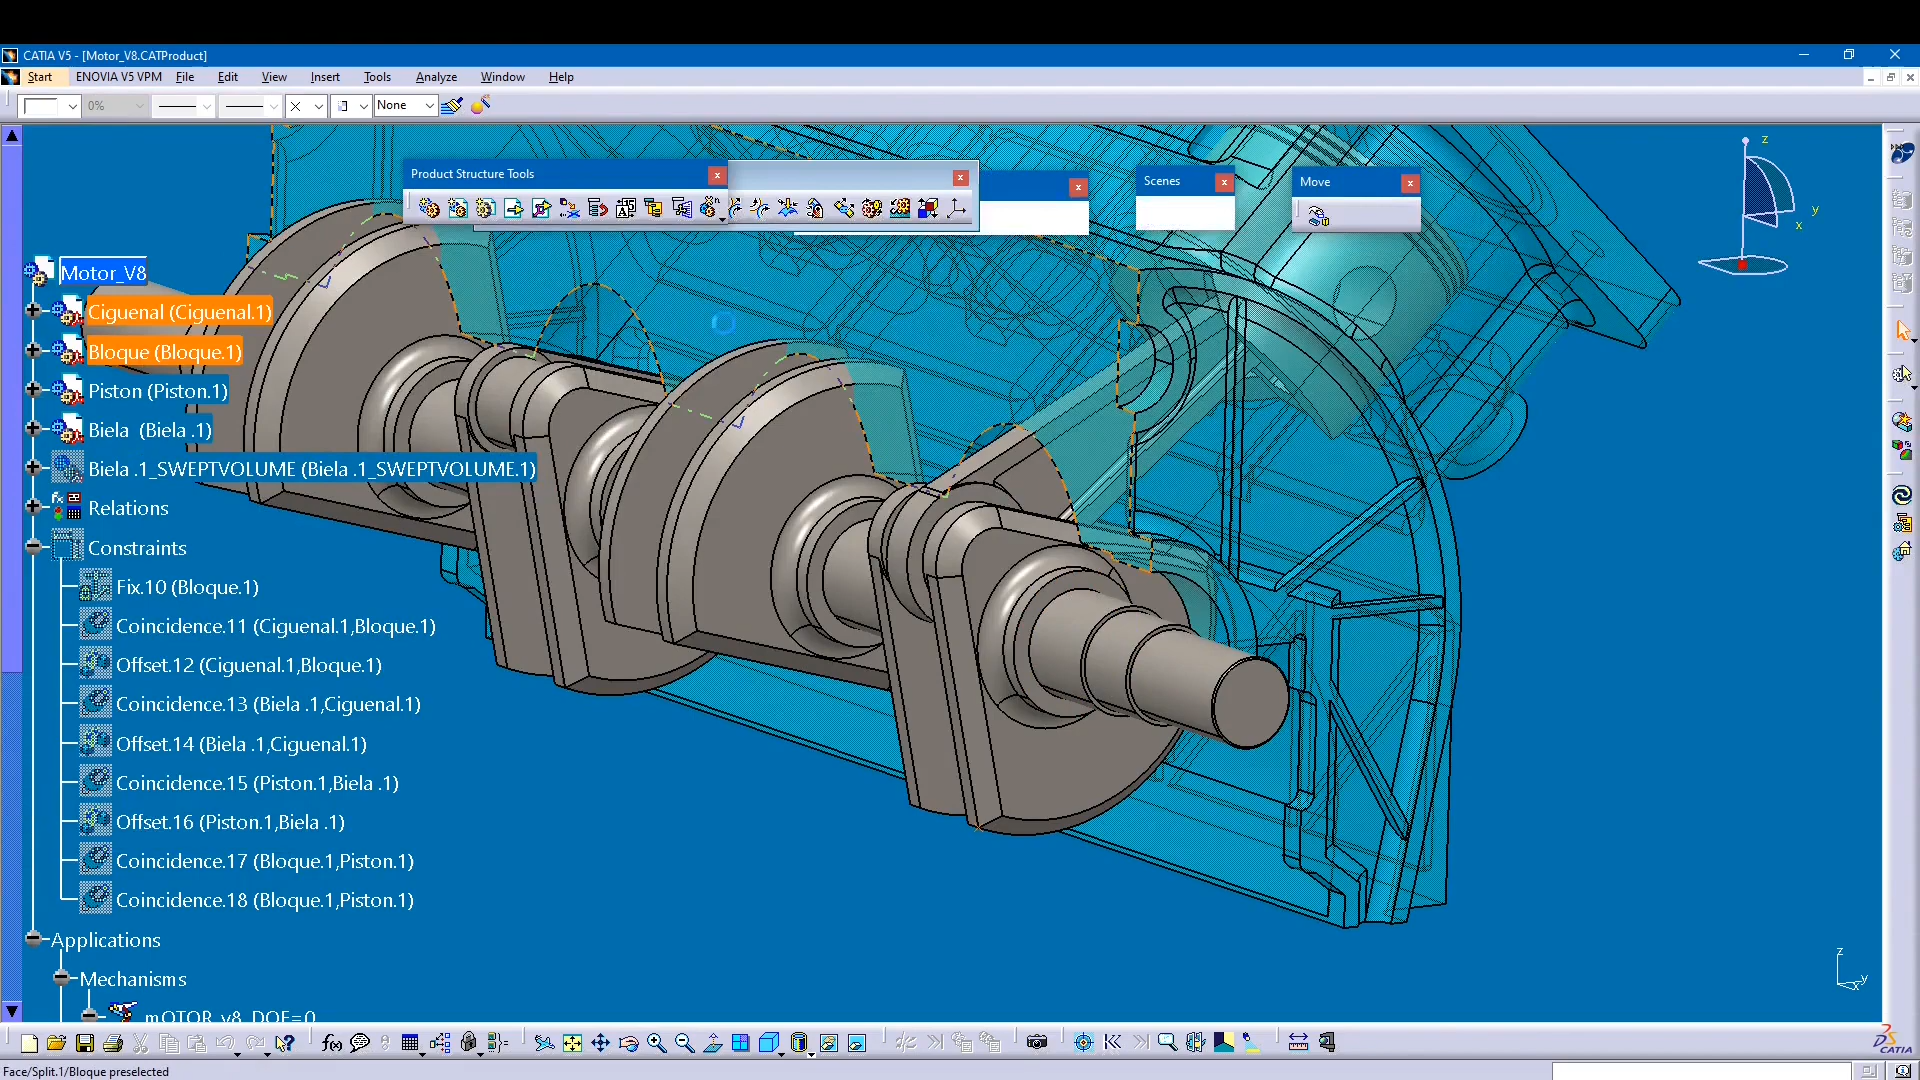 CATIA V5 - [Motor_V8.CATProduct]
Start ENOVIA V5 VPM File Edit View Insert Tools Analyze Window Help
0% None
Product Structure Tools
Scenes
Move
z
y
x
Motor_V8
Ciguenal (Ciguenal.1)
Bloque (Bloque.1)
Piston (Piston.1)
Biela  (Biela .1)
Biela .1_SWEPTVOLUME (Biela .1_SWEPTVOLUME.1)
Relations
Constraints
Fix.10 (Bloque.1)
Coincidence.11 (Ciguenal.1,Bloque.1)
Offset.12 (Ciguenal.1,Bloque.1)
Coincidence.13 (Biela .1,Ciguenal.1)
Offset.14 (Biela .1,Ciguenal.1)
Coincidence.15 (Piston.1,Biela .1)
Offset.16 (Piston.1,Biela .1)
Coincidence.17 (Bloque.1,Piston.1)
Coincidence.18 (Bloque.1,Piston.1)
Applications
Mechanisms
mOTOR_v8, DOF=0
z
y
x
f(x)
CATIA
Face/Split.1/Bloque preselected